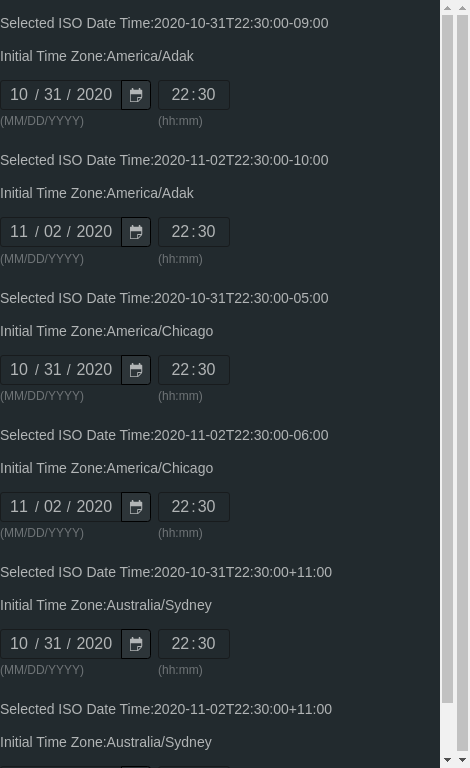 Selected ISO Date Time:2020-10-31T22:30:00-09:00
Initial Time Zone:America/Adak
10 / 31 / 2020 22:30
(MM/DD/YYYY) (hh:mm)
Selected ISO Date Time:2020-11-02T22:30:00-10:00
Initial Time Zone:America/Adak
11 / 02 / 2020 22:30
(MM/DD/YYYY) (hh:mm)
Selected ISO Date Time:2020-10-31T22:30:00-05:00
Initial Time Zone:America/Chicago
10 / 31 / 2020 22:30
(MM/DD/YYYY) (hh:mm)
Selected ISO Date Time:2020-11-02T22:30:00-06:00
Initial Time Zone:America/Chicago
11 / 02 / 2020 22:30
(MM/DD/YYYY) (hh:mm)
Selected ISO Date Time:2020-10-31T22:30:00+11:00
Initial Time Zone:Australia/Sydney
10 / 31 / 2020 22:30
(MM/DD/YYYY) (hh:mm)
Selected ISO Date Time:2020-11-02T22:30:00+11:00
Initial Time Zone:Australia/Sydney